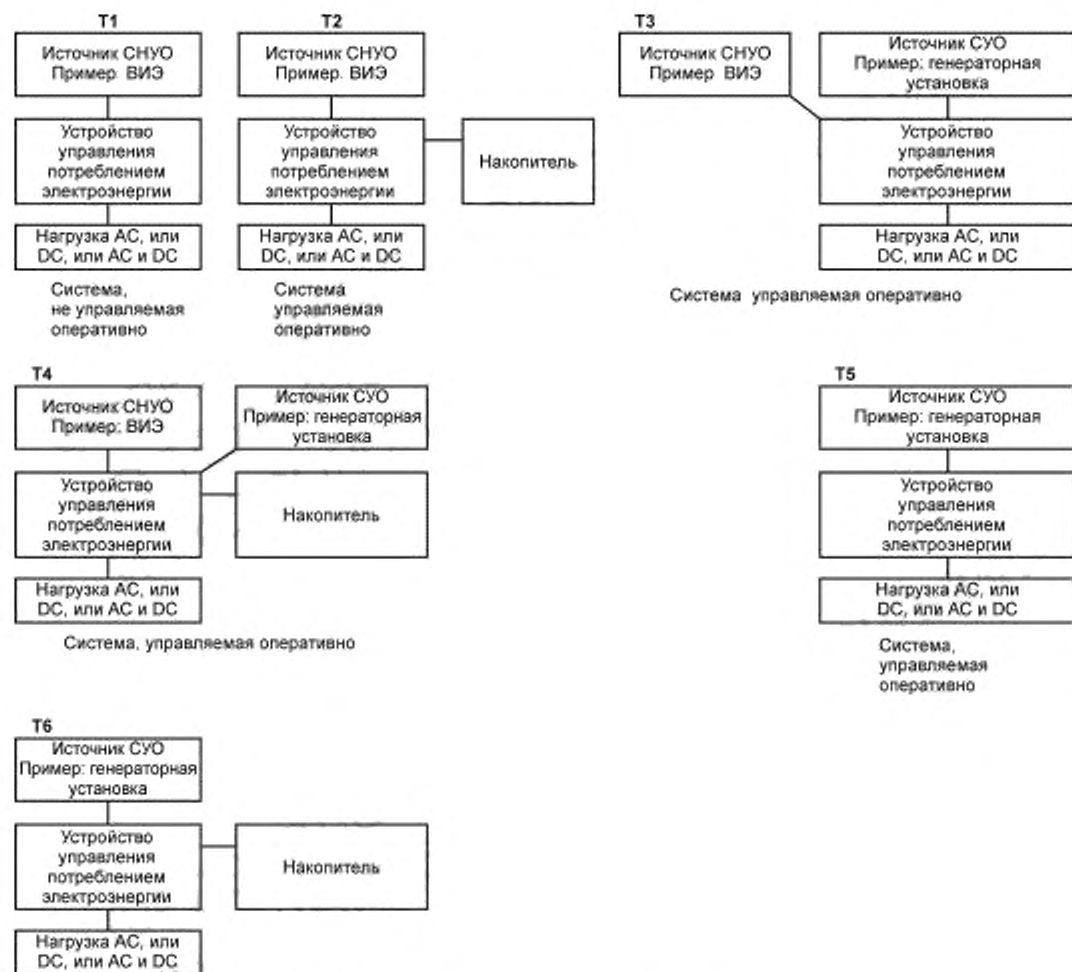 T1
Источник СНУО
Пример ВИЭ
Устройство
управления
потреблением
электроэнергии
Нагрузка АС, или
DC, или АС и DC
Система,
не управляемая
оперативно
T2
Источник СНУО
Пример. ВИЭ
Устройство
управления
потреблением
электроэнергии
Накопитель
Нагрузка АС, или
DC, или АС и DC
Система
управляемая
оперативно
T3
Источник СНУО
Пример ВИЭ
Источник СУО
Пример: генераторная
установка
Устройство
управления
потреблением
электроэнергии
Нагрузка АС, или
DC, или АС и DC
Система управляемая оперативно
T4
Источник СНУО
Пример: ВИЭ
Источник СУО
Пример: генераторная
установка
Устройство
управления
потреблением
электроэнергии
Накопитель
Нагрузка АС, или
DC, или АС и DC
Система, управляемая оперативно
T5
Источник СУО
Пример: генераторная
установка
Устройство
управления
потреблением
электроэнергии
Нагрузка АС, или
DC, или АС и DC
Система,
управляемая
оперативно
T6
Источник СУО
Пример: генераторная
установка
Устройство
управления
потреблением
электроэнергии
Накопитель
Нагрузка АС, или
DC, или АС и DC